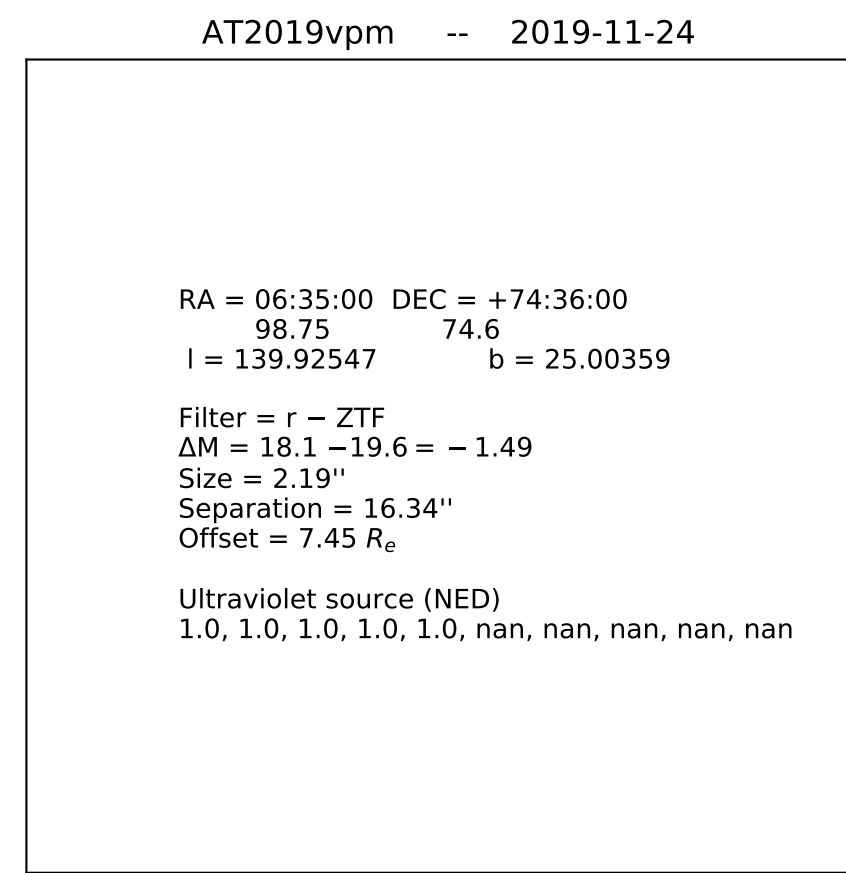 AT2019vpm -- 2019-11-24
RA = 06:35:00 DEC = +74:36:00
98.75 74.6
l = 139.92547 b = 25.00359
Filter = r − ZTF
ΔM = 18.1 −19.6 = − 1.49
Size = 2.19''
Separation = 16.34''
Offset = 7.45 Rₑ
Ultraviolet source (NED)
1.0, 1.0, 1.0, 1.0, 1.0, nan, nan, nan, nan, nan